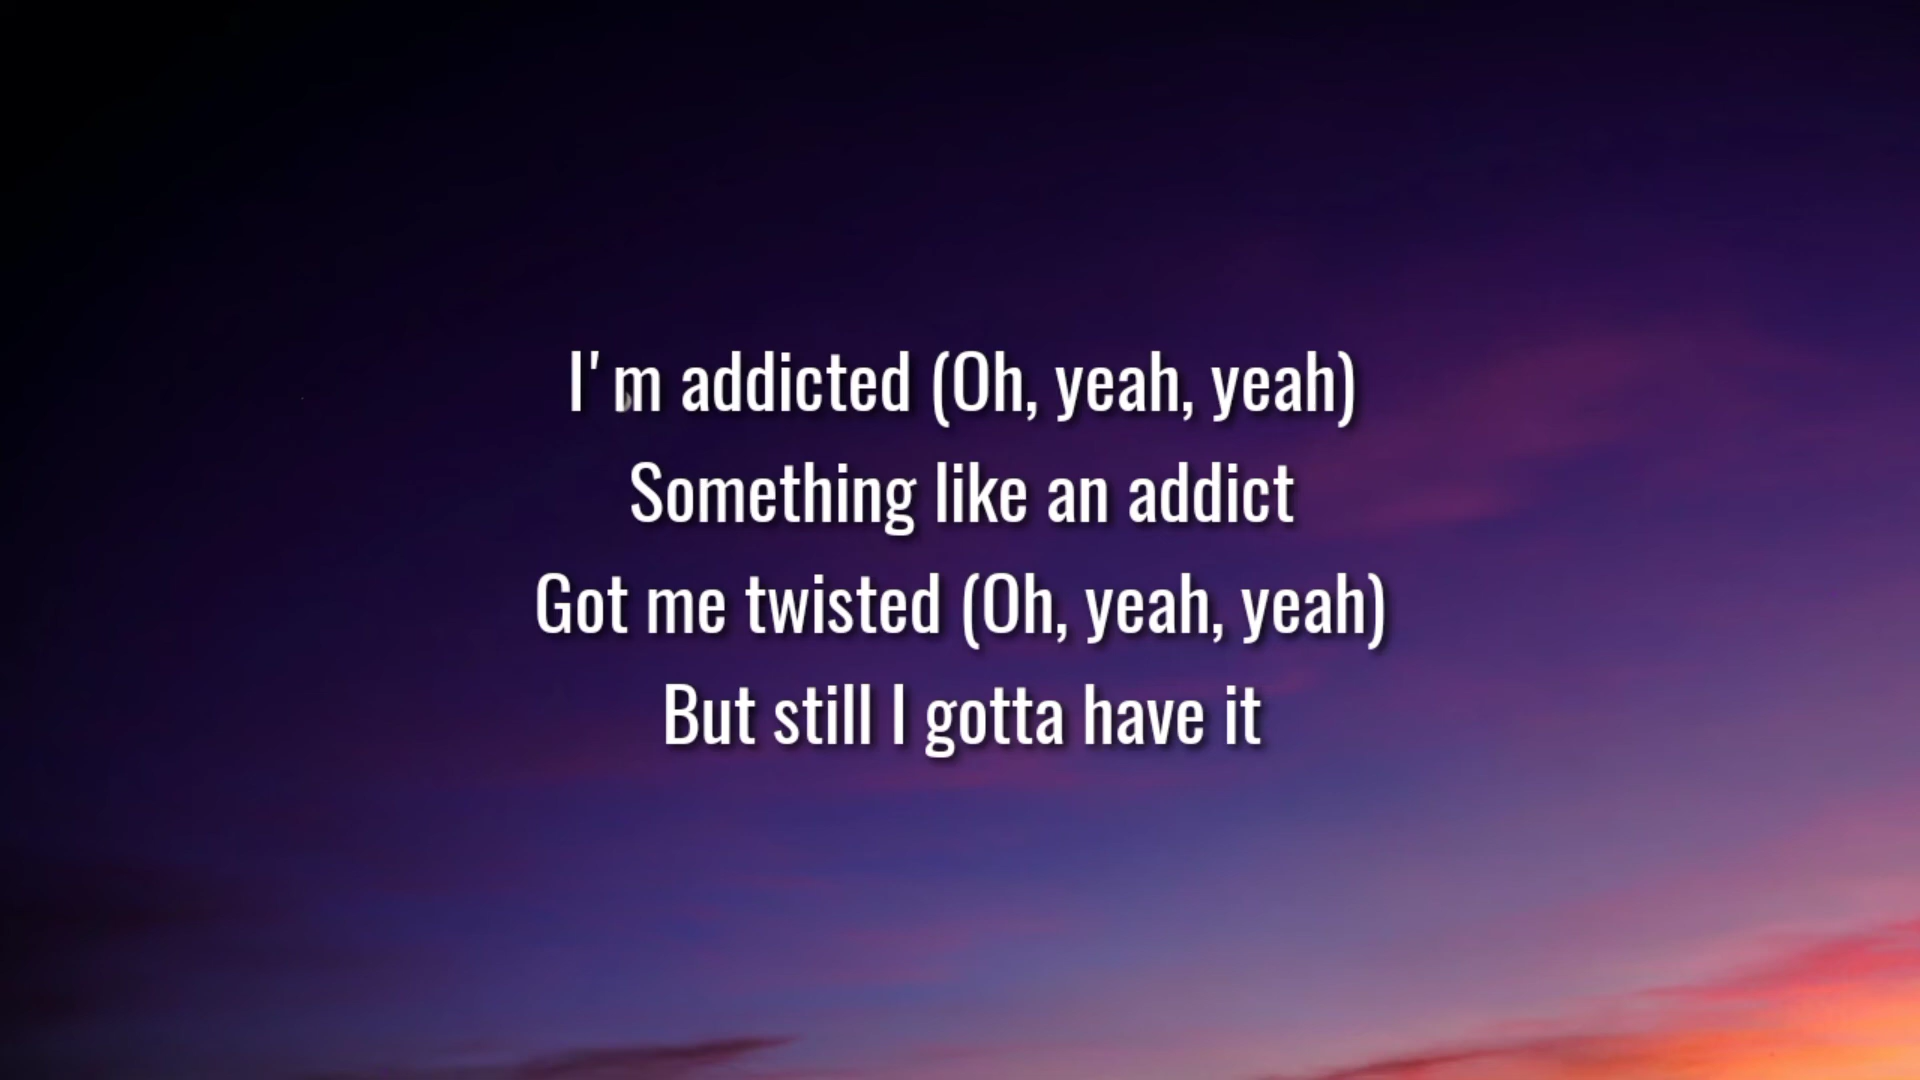 I'm addicted (Oh, yeah, yeah)
Something like an addict
Got me twisted (Oh, yeah, yeah)
But still I gotta have it